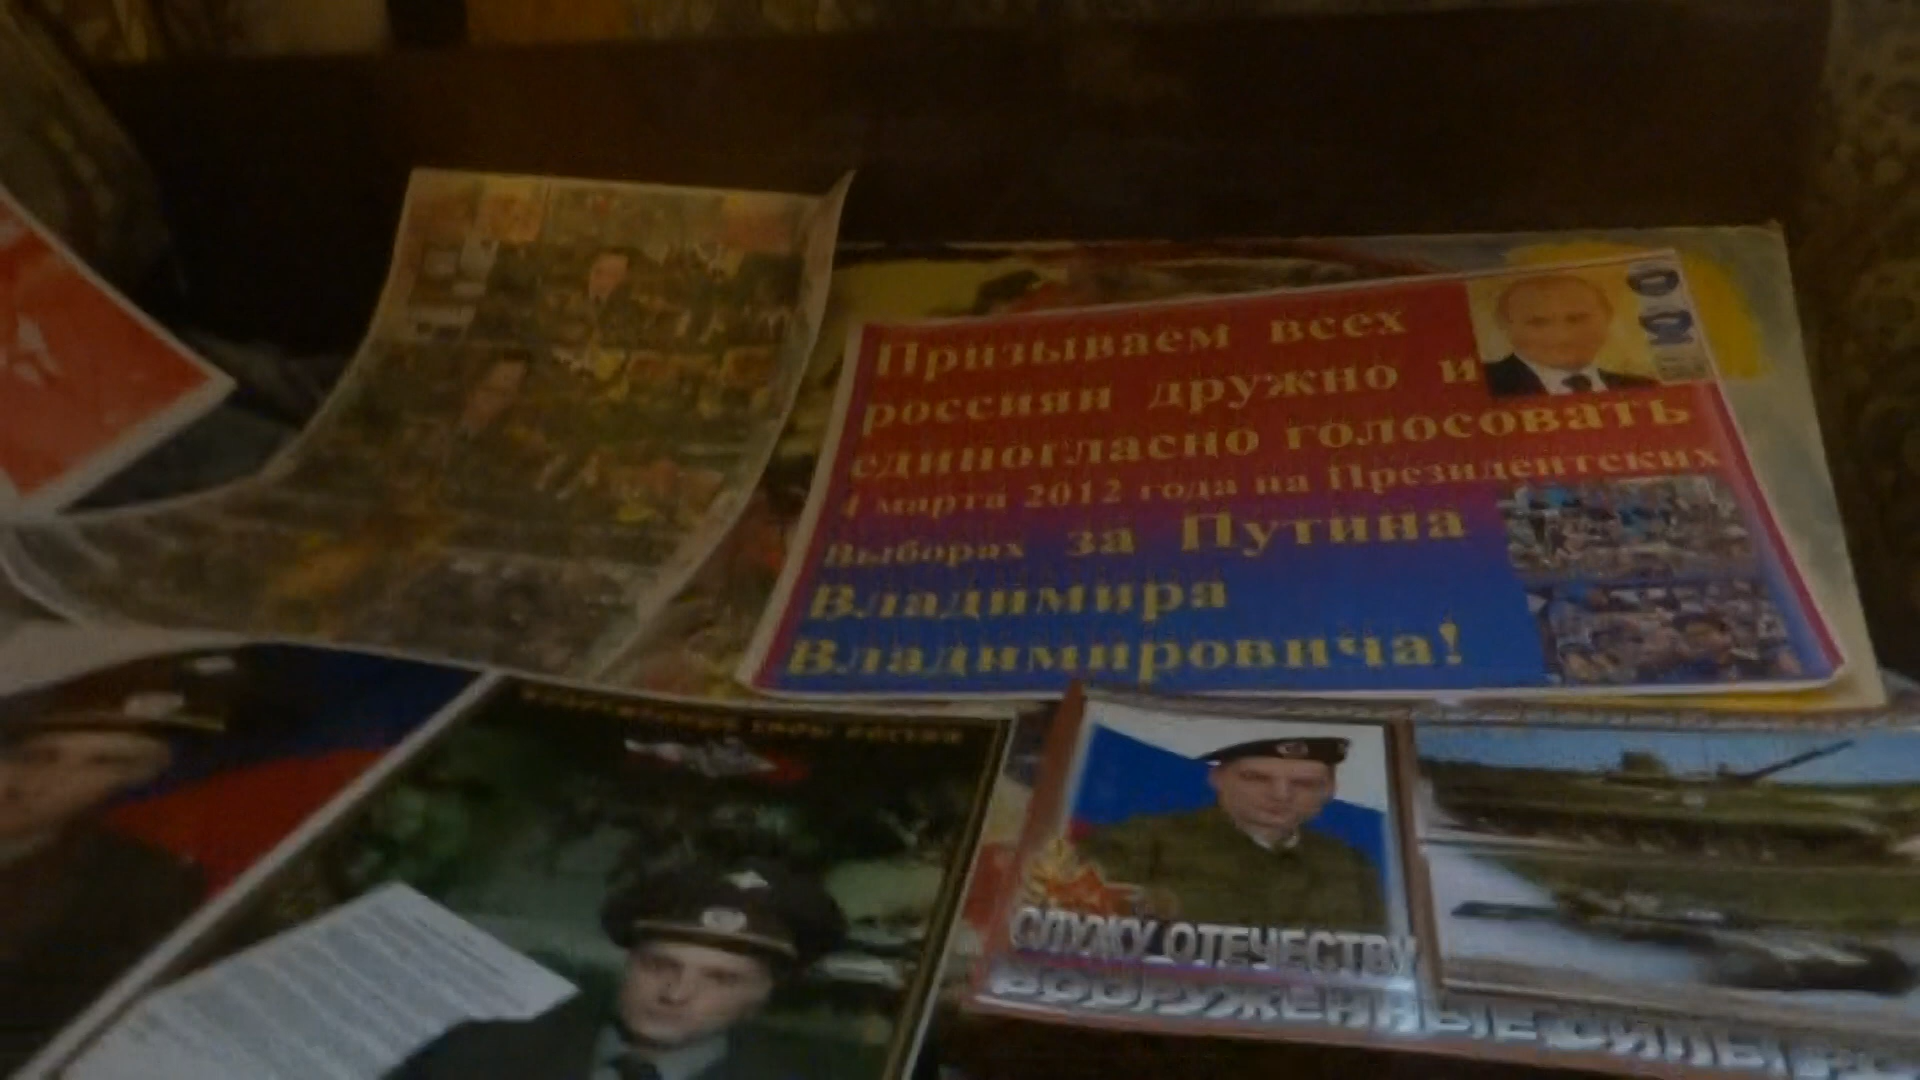 Призываем всех
россиян дружно и
единогласно голосовать
4 марта 2012 года на Президентских
Выборах за Путина
Владимира
Владимировича!
СЛУЖУ ОТЕЧЕСТВУ
ВООРУЖЕННЫЕ СИЛЫ